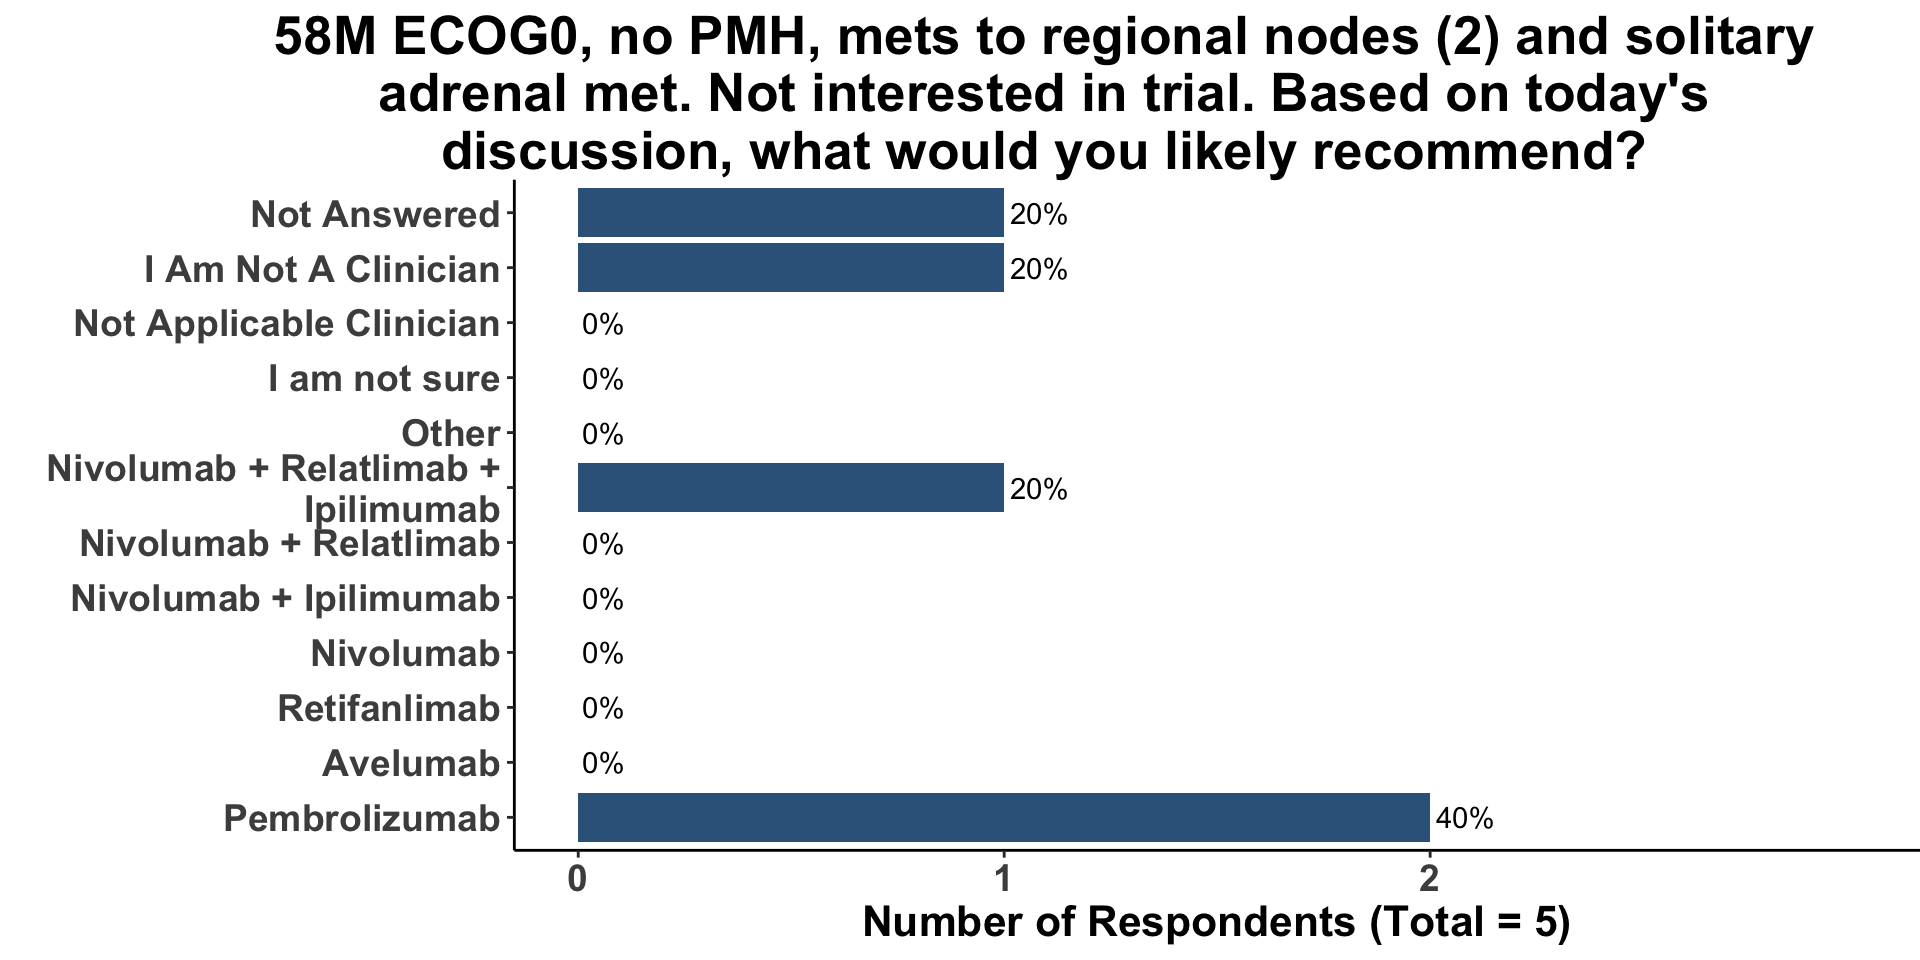 58M ECOG0, no PMH, mets to regional nodes (2) and solitary
adrenal met. Not interested in trial. Based on today's
discussion, what would you likely recommend?
Not Answered 20%
I Am Not A Clinician 20%
Not Applicable Clinician 0%
I am not sure 0%
Other 0%
Nivolumab + Relatlimab +
Ipilimumab 20%
Nivolumab + Relatlimab 0%
Nivolumab + Ipilimumab 0%
Nivolumab 0%
Retifanlimab 0%
Avelumab 0%
Pembrolizumab 40%
0 1 2
Number of Respondents (Total = 5)